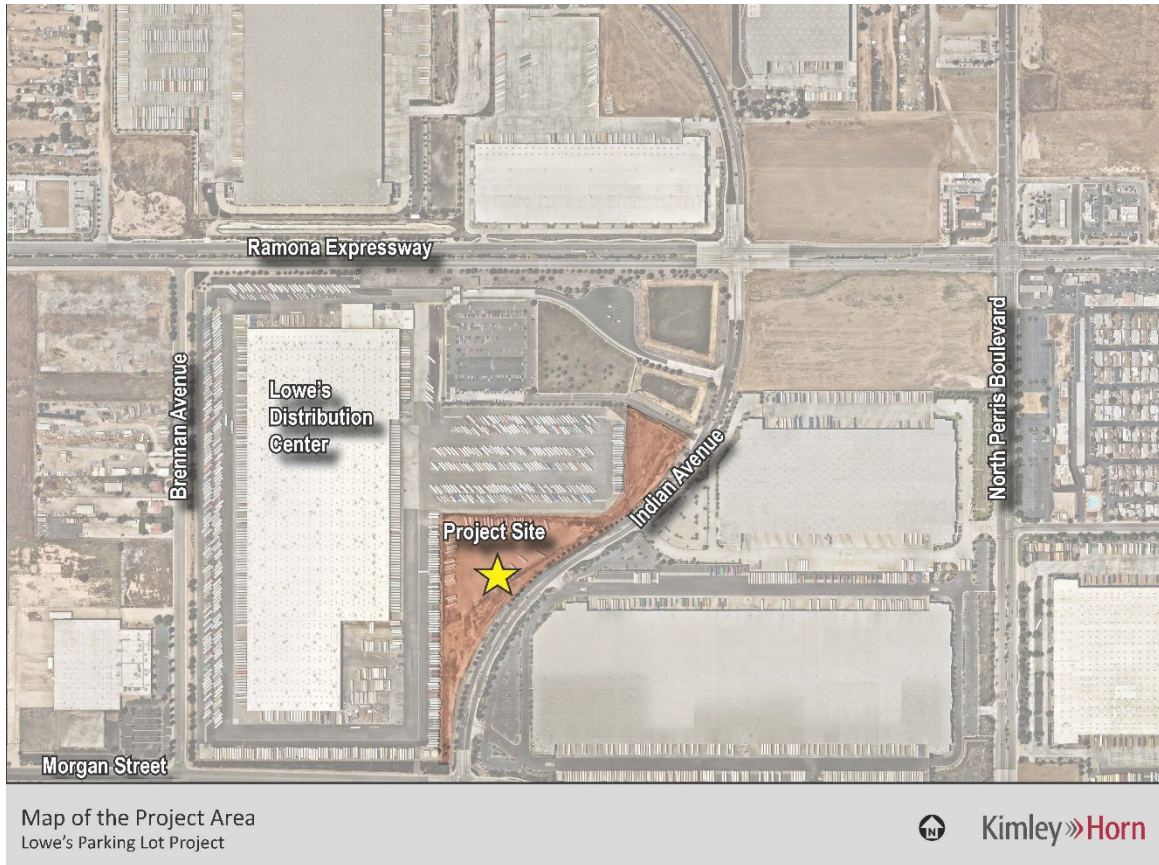 Ramona Expressway
Brennan Avenue
Lowe's
Distribution
Center
Project Site
Indian Avenue
North Perris Boulevard
Morgan Street
Map of the Project Area
Lowe's Parking Lot Project
N
Kimley»Horn